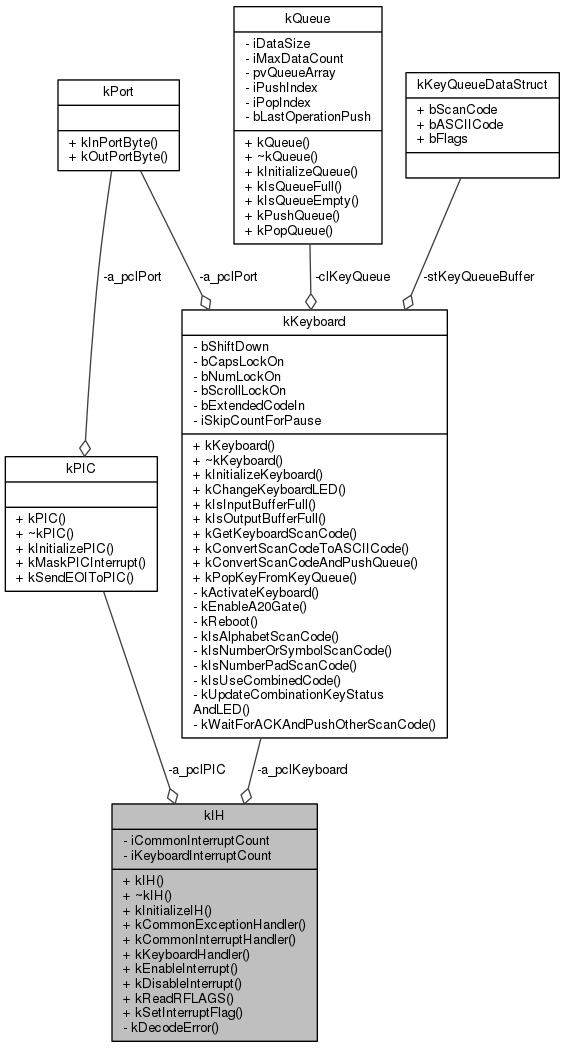 kQueue
- iDataSize
- iMaxDataCount
- pvQueueArray
- iPushIndex
- iPopIndex
- bLastOperationPush
+ kQueue()
+ ~kQueue()
+ kInitializeQueue()
+ kIsQueueFull()
+ kIsQueueEmpty()
+ kPushQueue()
+ kPopQueue()
kKeyQueueDataStruct
+ bScanCode
+ bASCIICode
+ bFlags
kPort
+ kInPortByte()
+ kOutPortByte()
-a_pclPort
-a_pclPort
-clKeyQueue
-stKeyQueueBuffer
kKeyboard
- bShiftDown
- bCapsLockOn
- bNumLockOn
- bScrollLockOn
- bExtendedCodeIn
- iSkipCountForPause
+ kKeyboard()
+ ~kKeyboard()
+ kInitializeKeyboard()
+ kChangeKeyboardLED()
+ kIsInputBufferFull()
+ kIsOutputBufferFull()
+ kGetKeyboardScanCode()
+ kConvertScanCodeToASCIICode()
+ kConvertScanCodeAndPushQueue()
+ kPopKeyFromKeyQueue()
- kActivateKeyboard()
- kEnableA20Gate()
- kReboot()
- kIsAlphabetScanCode()
- kIsNumberOrSymbolScanCode()
- kIsNumberPadScanCode()
- kIsUseCombinedCode()
- kUpdateCombinationKeyStatus
AndLED()
- kWaitForACKAndPushOtherScanCode()
kPIC
+ kPIC()
+ ~kPIC()
+ kInitializePIC()
+ kMaskPICInterrupt()
+ kSendEOIToPIC()
-a_pclPIC
-a_pclKeyboard
kIH
- iCommonInterruptCount
- iKeyboardInterruptCount
+ kIH()
+ ~kIH()
+ kInitializeIH()
+ kCommonExceptionHandler()
+ kCommonInterruptHandler()
+ kKeyboardHandler()
+ kEnableInterrupt()
+ kDisableInterrupt()
+ kReadRFLAGS()
+ kSetInterruptFlag()
- kDecodeError()